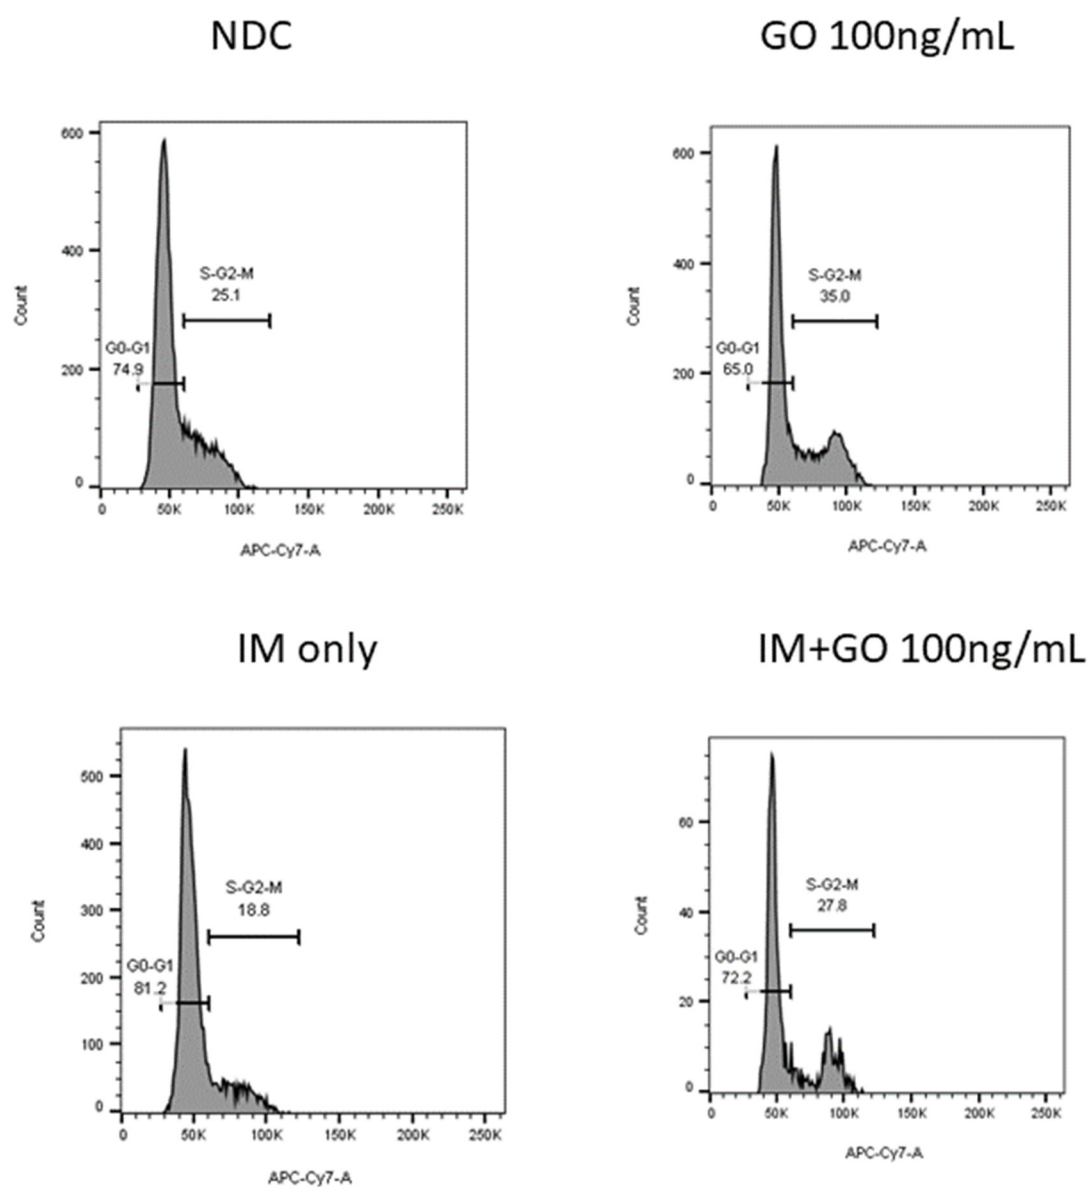 NDC
600
400
200
0
Count
S-G2-M
25.1
G0-G1
74.9
0 50K 100K 150K 200K 250K
APC-Cy7-A
GO 100ng/mL
600
400
200
0
Count
S-G2-M
35.0
G0-G1
65.0
0 50K 100K 150K 200K 250K
APC-Cy7-A
IM only
500
400
300
200
100
0
Count
S-G2-M
18.8
G0-G1
81.2
0 50K 100K 150K 200K 250K
APC-Cy7-A
IM+GO 100ng/mL
60
40
20
0
Count
S-G2-M
27.8
G0-G1
72.2
0 50K 100K 150K 200K 250K
APC-Cy7-A